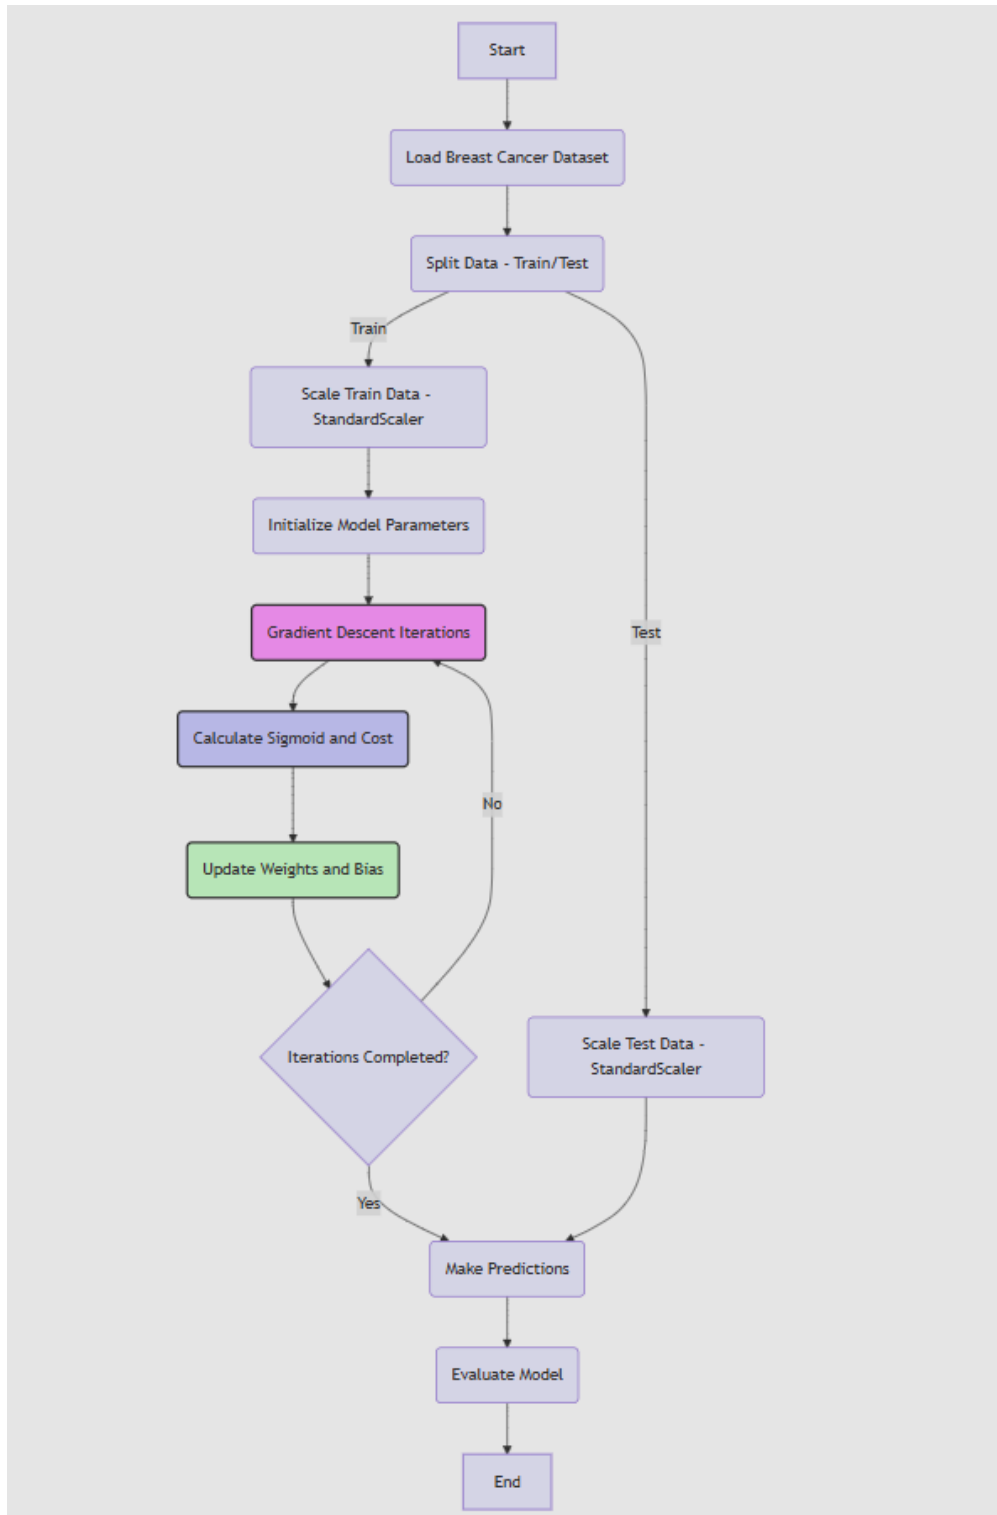 Start
Load Breast Cancer Dataset
Split Data - Train/Test
Train
Scale Train Data -
StandardScaler
Initialize Model Parameters
Gradient Descent Iterations
Test
Calculate Sigmoid and Cost
No
Update Weights and Bias
Iterations Completed?
Scale Test Data -
StandardScaler
Yes
Make Predictions
Evaluate Model
End